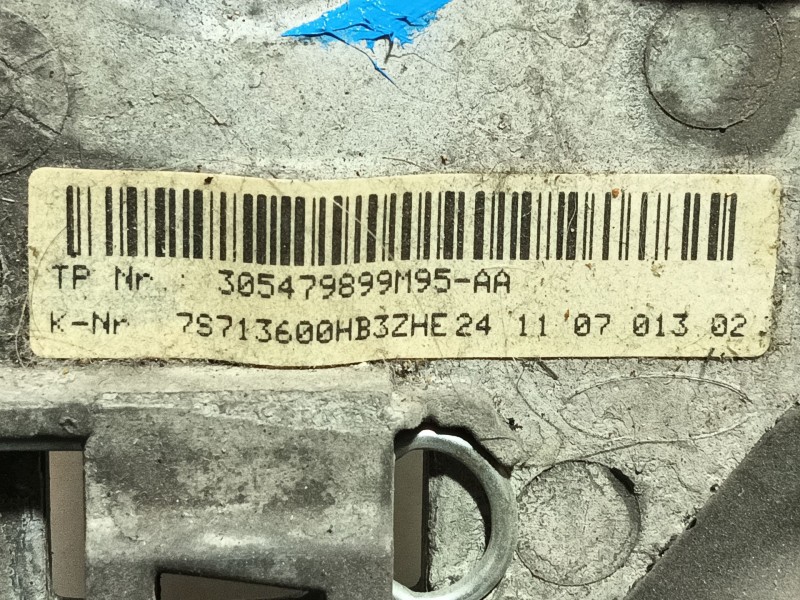 TP Nr. : 305479899M95-AA
K-Nr 7S713600HB3ZHE 24 11 07 013 02